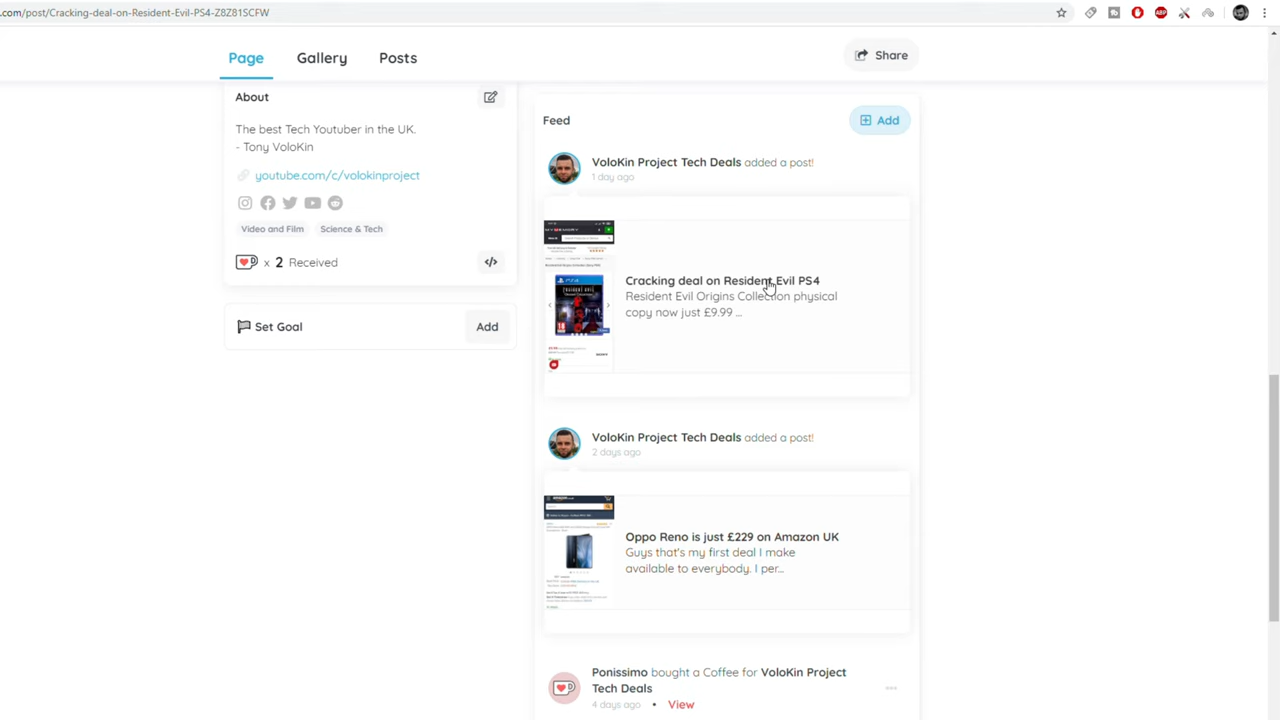 .com/post/Cracking-deal-on-Resident-Evil-PS4-Z8Z81SCFW
ABP
Page
Gallery
Posts
Share
About
The best Tech Youtuber in the UK.
- Tony VoloKin
youtube.com/c/volokinproject
Video and Film
Science & Tech
x 2 Received
</>
Set Goal
Add
Feed
Add
VoloKin Project Tech Deals added a post!
1 day ago
Cracking deal on Resident Evil PS4
Resident Evil Origins Collection physical
copy now just £9.99 ...
VoloKin Project Tech Deals added a post!
2 days ago
Oppo Reno is just £229 on Amazon UK
Guys that's my first deal I make
available to everybody. I per...
Ponissimo bought a Coffee for VoloKin Project
Tech Deals
4 days ago • View